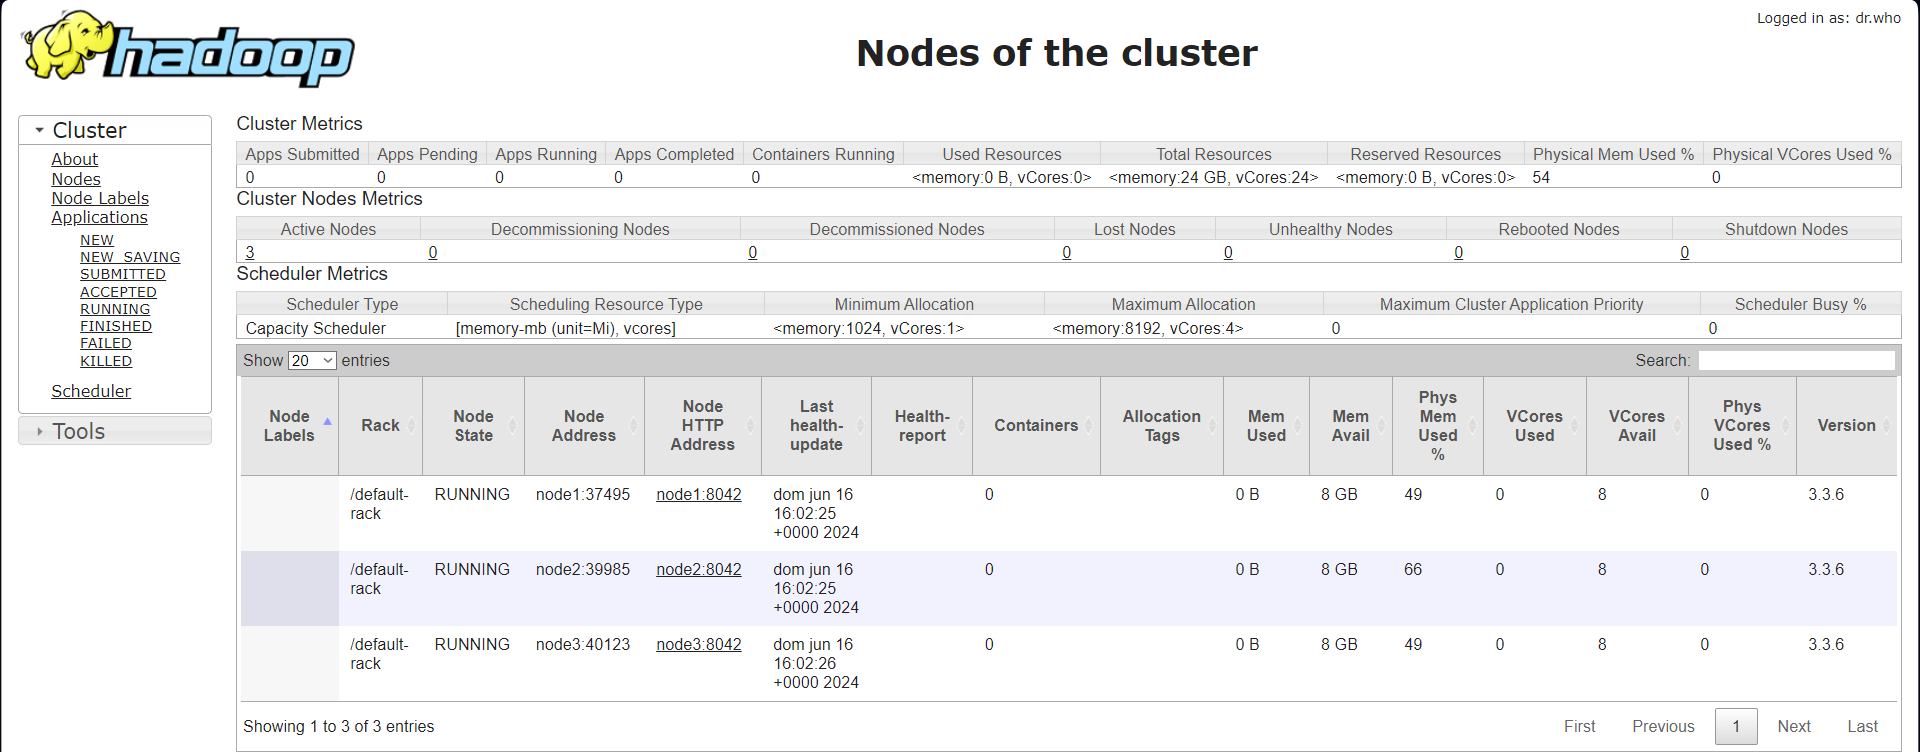 hadoop
Logged in as: dr.who
Nodes of the cluster
Cluster
About
Nodes
Node Labels
Applications
NEW
NEW_SAVING
SUBMITTED
ACCEPTED
RUNNING
FINISHED
FAILED
KILLED
Scheduler
Tools
Cluster Metrics
Apps Submitted Apps Pending Apps Running Apps Completed Containers Running Used Resources Total Resources Reserved Resources Physical Mem Used % Physical VCores Used %
0 0 0 0 0 <memory:0 B, vCores:0> <memory:24 GB, vCores:24> <memory:0 B, vCores:0> 54 0
Cluster Nodes Metrics
Active Nodes Decommissioning Nodes Decommissioned Nodes Lost Nodes Unhealthy Nodes Rebooted Nodes Shutdown Nodes
3 0 0 0 0 0 0
Scheduler Metrics
Scheduler Type Scheduling Resource Type Minimum Allocation Maximum Allocation Maximum Cluster Application Priority Scheduler Busy %
Capacity Scheduler [memory-mb (unit=Mi), vcores] <memory:1024, vCores:1> <memory:8192, vCores:4> 0 0
Show 20 entries Search:
Node Labels Rack Node State Node Address Node HTTP Address Last health-update Health-report Containers Allocation Tags Mem Used Mem Avail Phys Mem Used % VCores Used VCores Avail Phys VCores Used % Version
/default-rack RUNNING node1:37495 node1:8042 dom jun 16 16:02:25 +0000 2024 0 0 B 8 GB 49 0 8 0 3.3.6
/default-rack RUNNING node2:39985 node2:8042 dom jun 16 16:02:25 +0000 2024 0 0 B 8 GB 66 0 8 0 3.3.6
/default-rack RUNNING node3:40123 node3:8042 dom jun 16 16:02:26 +0000 2024 0 0 B 8 GB 49 0 8 0 3.3.6
Showing 1 to 3 of 3 entries First Previous 1 Next Last